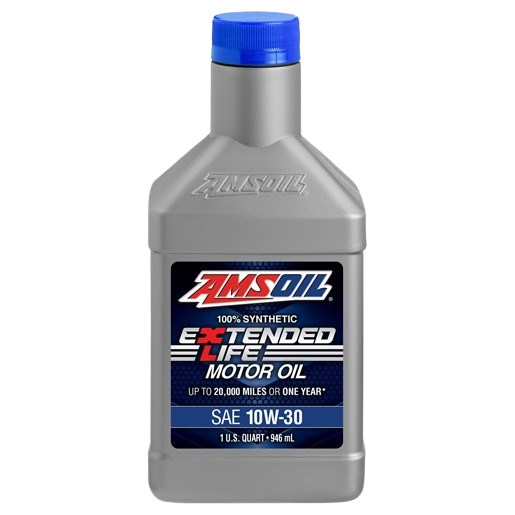 AMSOIL
AMSOIL®
100% SYNTHETIC
EXTENDED
LIFE
MOTOR OIL
UP TO 20,000 MILES OR ONE YEAR*
SAE 10W-30
1 U.S. QUART • 946 mL